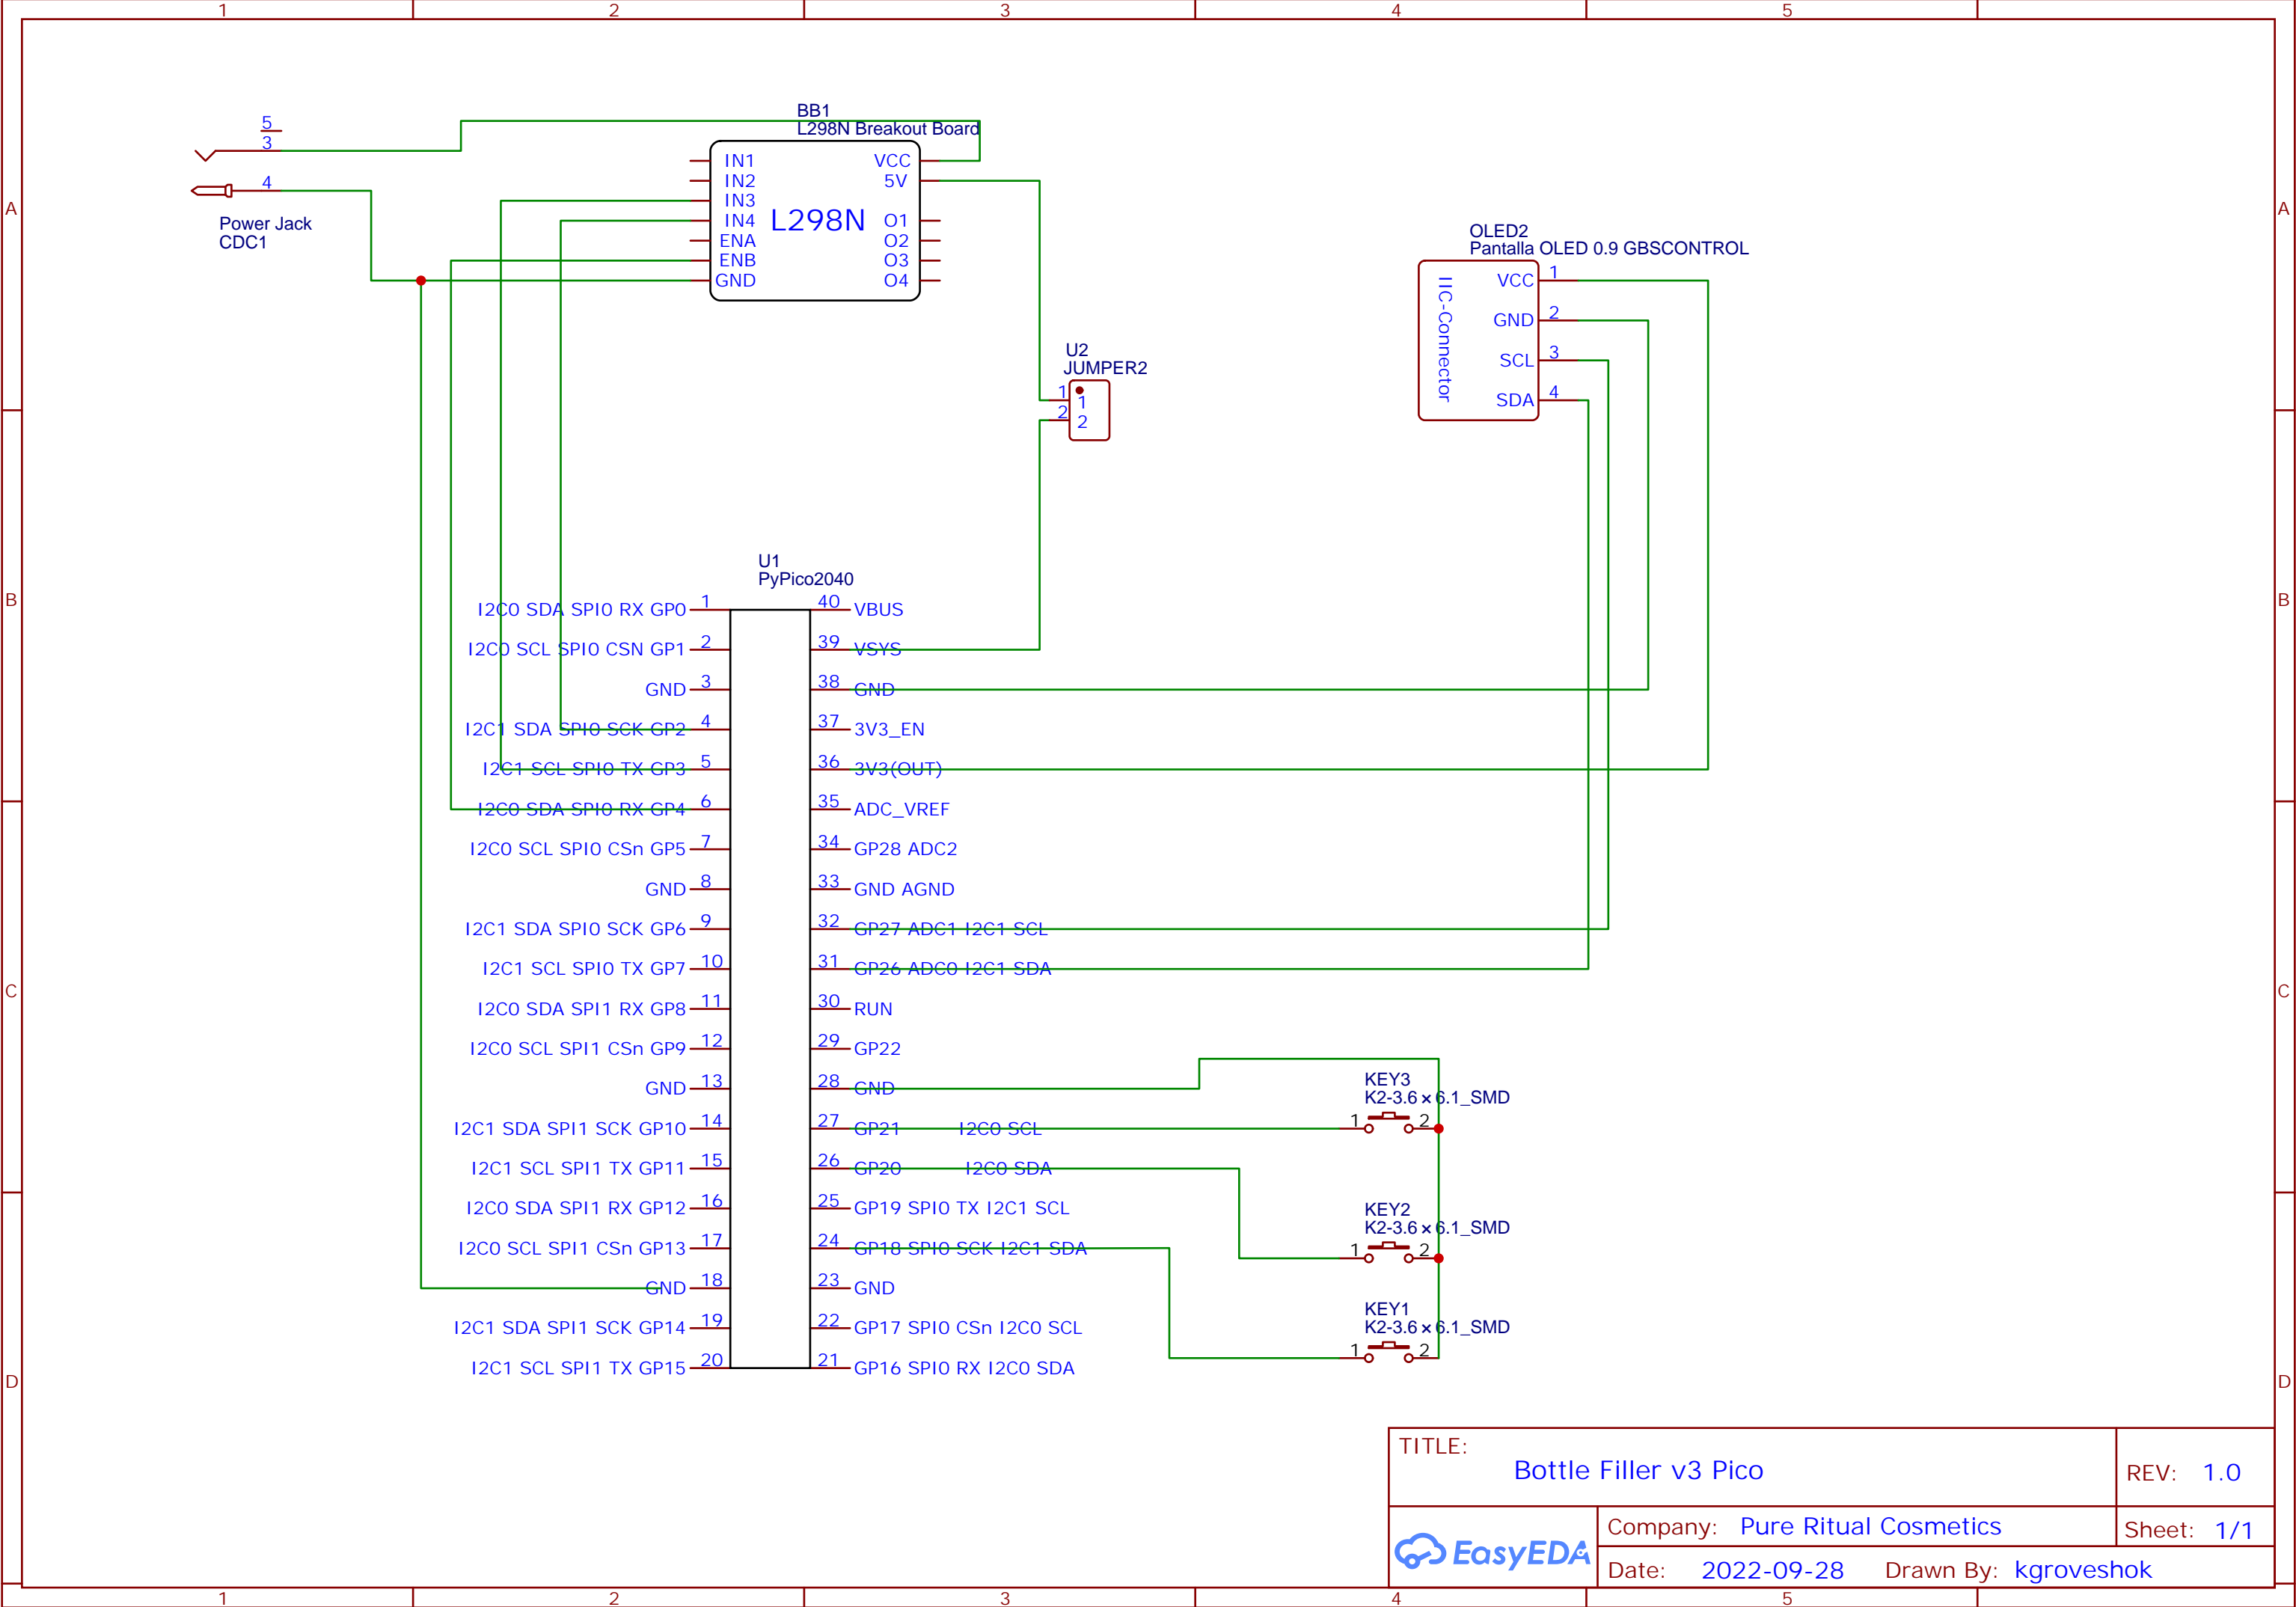 1 2 3 4 5
BB1
L298N Breakout Board
5
3
4
Power Jack
CDC1
IN1 VCC
IN2 5V
IN3
IN4 L298N O1
ENA O2
ENB O3
GND O4
A A
OLED2
Pantalla OLED 0.9 GBSCONTROL
IIC-Connector
VCC 1
GND 2
SCL 3
SDA 4
U2
JUMPER2
1 1
2 2
U1
PyPico2040
B B
I2C0 SDA SPI0 RX GP0 1 40 VBUS
I2C0 SCL SPI0 CSN GP1 2 39 VSYS
GND 3 38 GND
I2C1 SDA SPI0 SCK GP2 4 37 3V3_EN
I2C1 SCL SPI0 TX GP3 5 36 3V3(OUT)
I2C0 SDA SPI0 RX GP4 6 35 ADC_VREF
I2C0 SCL SPI0 CSn GP5 7 34 GP28 ADC2
GND 8 33 GND AGND
I2C1 SDA SPI0 SCK GP6 9 32 GP27 ADC1 I2C1 SCL
I2C1 SCL SPI0 TX GP7 10 31 GP26 ADC0 I2C1 SDA
C C
I2C0 SDA SPI1 RX GP8 11 30 RUN
I2C0 SCL SPI1 CSn GP9 12 29 GP22
GND 13 28 GND
I2C1 SDA SPI1 SCK GP10 14 27 GP21 I2C0 SCL
I2C1 SCL SPI1 TX GP11 15 26 GP20 I2C0 SDA
I2C0 SDA SPI1 RX GP12 16 25 GP19 SPI0 TX I2C1 SCL
I2C0 SCL SPI1 CSn GP13 17 24 GP18 SPI0 SCK I2C1 SDA
GND 18 23 GND
I2C1 SDA SPI1 SCK GP14 19 22 GP17 SPI0 CSn I2C0 SCL
I2C1 SCL SPI1 TX GP15 20 21 GP16 SPI0 RX I2C0 SDA
KEY3
K2-3.6×6.1_SMD
1 2
KEY2
K2-3.6×6.1_SMD
1 2
KEY1
K2-3.6×6.1_SMD
1 2
D D
TITLE:
Bottle Filler v3 Pico
REV: 1.0
EasyEDA
Company: Pure Ritual Cosmetics
Sheet: 1/1
Date: 2022-09-28 Drawn By: kgroveshok
1 2 3 4 5